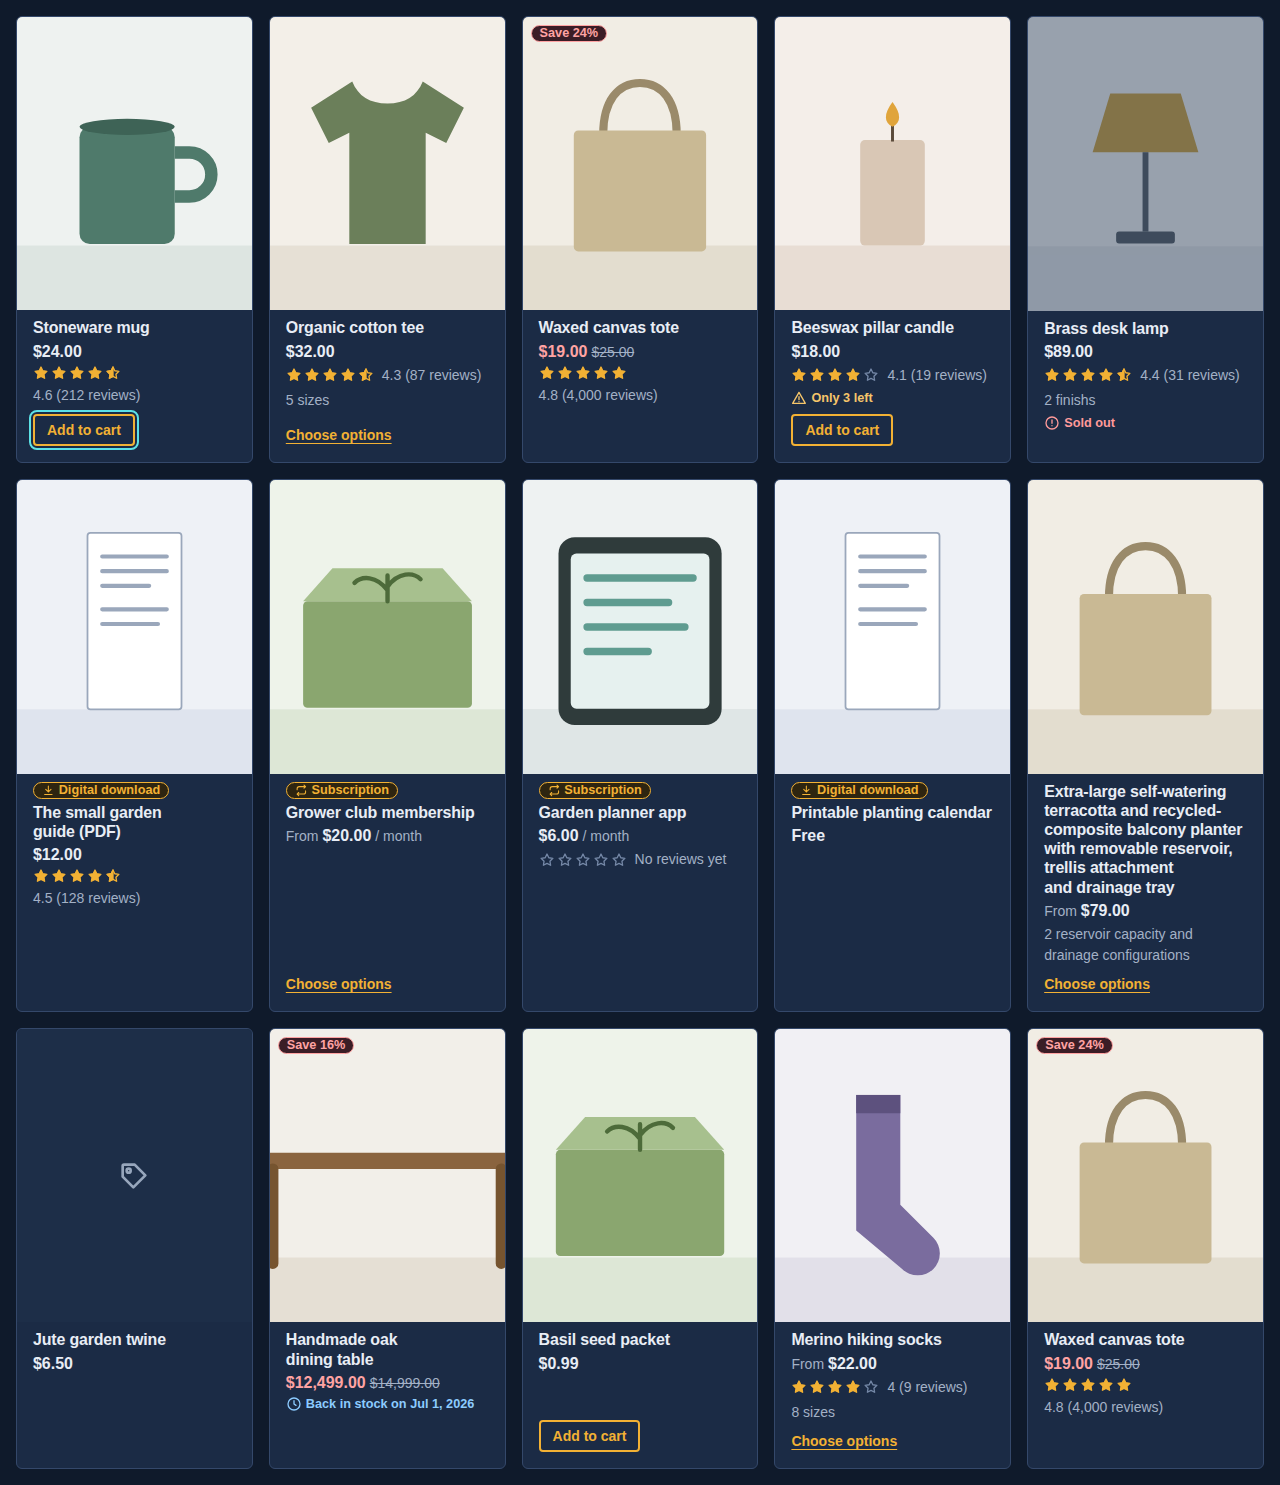 Stoneware mug
$24.00
4.6 (212 reviews)
Add to cart
Organic cotton tee
$32.00
4.3 (87 reviews)
5 sizes
Choose options
Save 24%
Waxed canvas tote
$19.00 $25.00
4.8 (4,000 reviews)
Beeswax pillar candle
$18.00
4.1 (19 reviews)
Only 3 left
Add to cart
Brass desk lamp
$89.00
4.4 (31 reviews)
2 finishs
Sold out
Digital download
The small garden
guide (PDF)
$12.00
4.5 (128 reviews)
Subscription
Grower club membership
From $20.00 / month
Choose options
Subscription
Garden planner app
$6.00 / month
No reviews yet
Digital download
Printable planting calendar
Free
Extra-large self-watering
terracotta and recycled-
composite balcony planter
with removable reservoir,
trellis attachment
and drainage tray
From $79.00
2 reservoir capacity and
drainage configurations
Choose options
Jute garden twine
$6.50
Save 16%
Handmade oak
dining table
$12,499.00 $14,999.00
Back in stock on Jul 1, 2026
Basil seed packet
$0.99
Add to cart
Merino hiking socks
From $22.00
4 (9 reviews)
8 sizes
Choose options
Save 24%
Waxed canvas tote
$19.00 $25.00
4.8 (4,000 reviews)